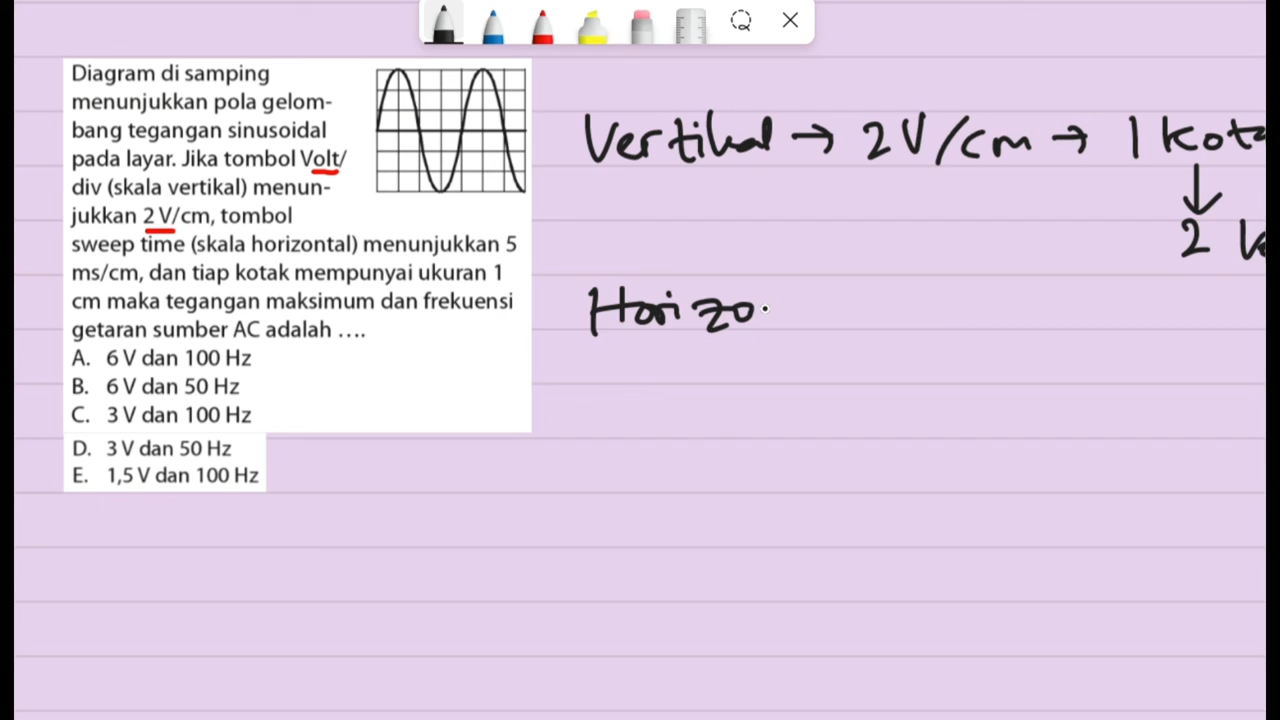 Diagram di samping
menunjukkan pola gelom-
bang tegangan sinusoidal
pada layar. Jika tombol Volt/
div (skala vertikal) menun-
jukkan 2 V/cm, tombol
sweep time (skala horizontal) menunjukkan 5
ms/cm, dan tiap kotak mempunyai ukuran 1
cm maka tegangan maksimum dan frekuensi
getaran sumber AC adalah ....
A. 6 V dan 100 Hz
B. 6 V dan 50 Hz
C. 3 V dan 100 Hz
D. 3 V dan 50 Hz
E. 1,5 V dan 100 Hz
Vertikal → 2 V/cm → 1 kota
↓
2
Horizo